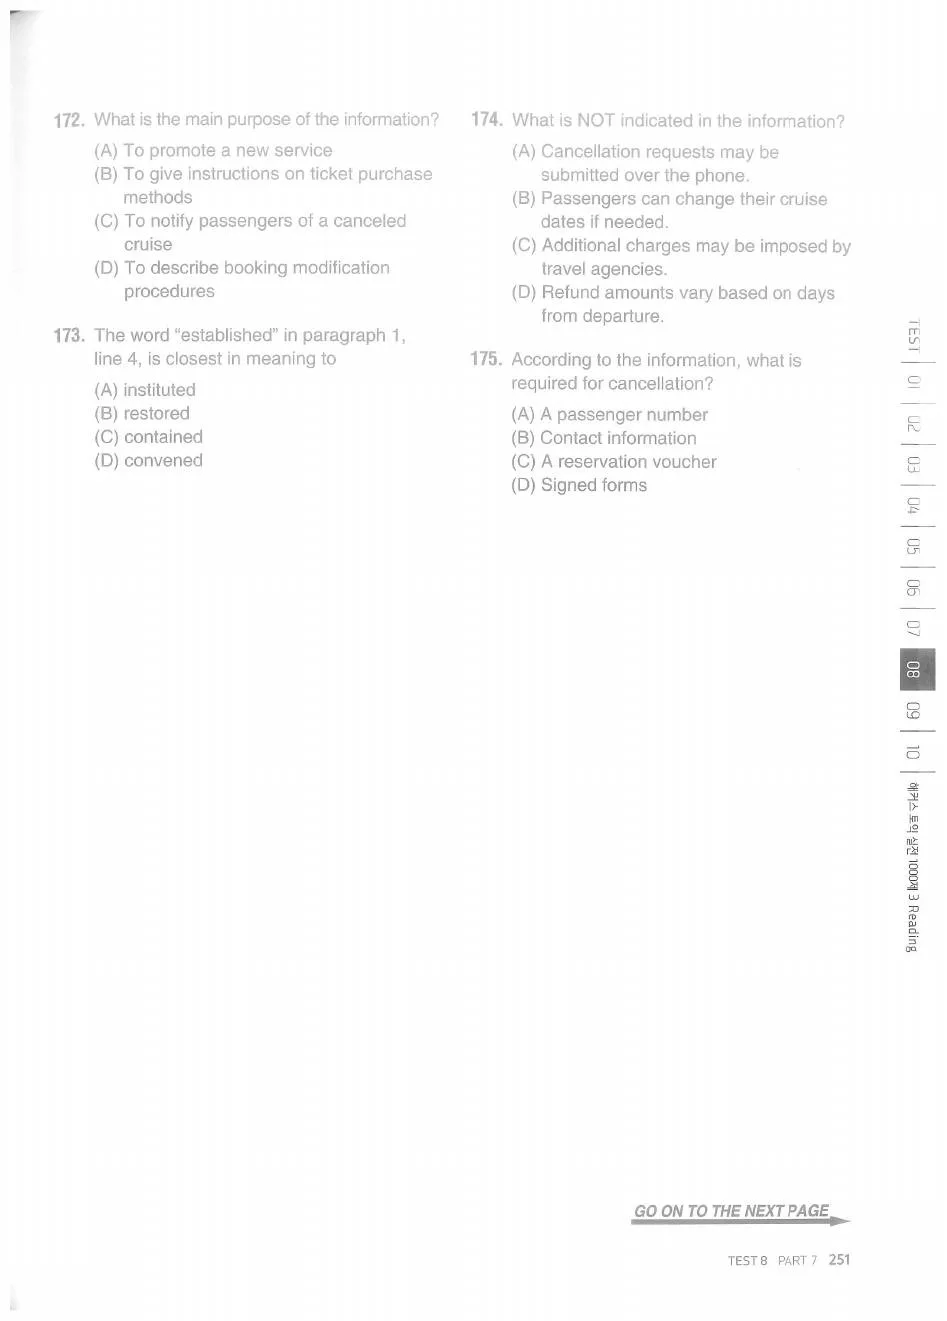 172. What is the main purpose of the information?
(A) To promote a new service
(B) To give instructions on ticket purchase
methods
(C) To notify passengers of a canceled
cruise
(D) To describe booking modification
procedures
173. The word “established” in paragraph 1,
line 4, is closest in meaning to
(A) instituted
(B) restored
(C) contained
(D) convened
174. What is NOT indicated in the information?
(A) Cancellation requests may be
submitted over the phone.
(B) Passengers can change their cruise
dates if needed.
(C) Additional charges may be imposed by
travel agencies.
(D) Refund amounts vary based on days
from departure.
175. According to the information, what is
required for cancellation?
(A) A passenger number
(B) Contact information
(C) A reservation voucher
(D) Signed forms
TEST 01 02 03 04 05 06 07 08 09 10 해커스 토익 실전 1000제 3 Reading
GO ON TO THE NEXT PAGE
TEST 8 PART 7 251